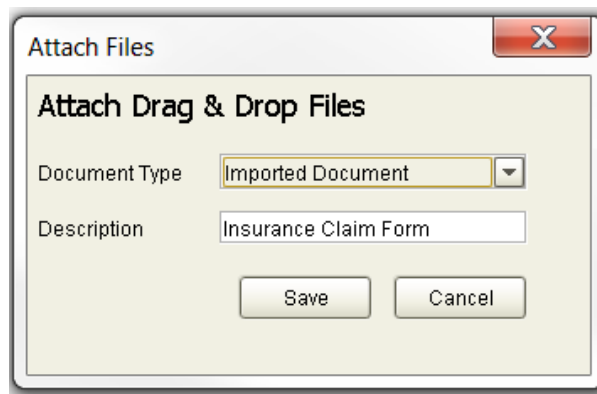 Attach Files
X
Attach Drag & Drop Files
Document Type Imported Document
Description Insurance Claim Form
Save Cancel